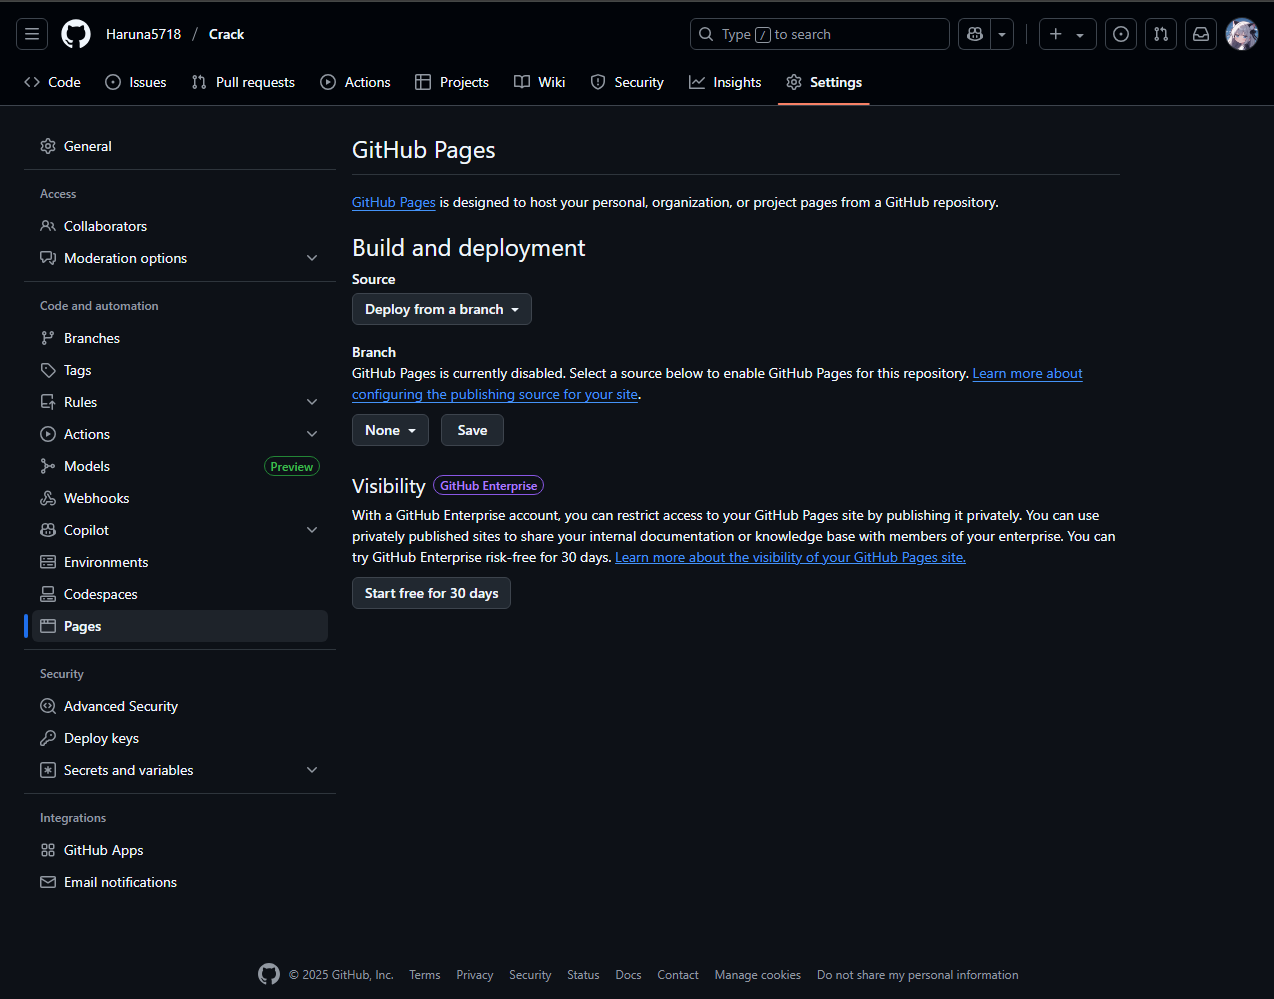 Haruna5718 / Crack
Type / to search
Code Issues Pull requests Actions Projects Wiki Security Insights Settings
General
Access
Collaborators
Moderation options
Code and automation
Branches
Tags
Rules
Actions
Models Preview
Webhooks
Copilot
Environments
Codespaces
Pages
Security
Advanced Security
Deploy keys
Secrets and variables
Integrations
GitHub Apps
Email notifications
GitHub Pages
GitHub Pages is designed to host your personal, organization, or project pages from a GitHub repository.
Build and deployment
Source
Deploy from a branch
Branch
GitHub Pages is currently disabled. Select a source below to enable GitHub Pages for this repository. Learn more about
configuring the publishing source for your site.
None Save
Visibility GitHub Enterprise
With a GitHub Enterprise account, you can restrict access to your GitHub Pages site by publishing it privately. You can use
privately published sites to share your internal documentation or knowledge base with members of your enterprise. You can
try GitHub Enterprise risk-free for 30 days. Learn more about the visibility of your GitHub Pages site.
Start free for 30 days
© 2025 GitHub, Inc. Terms Privacy Security Status Docs Contact Manage cookies Do not share my personal information